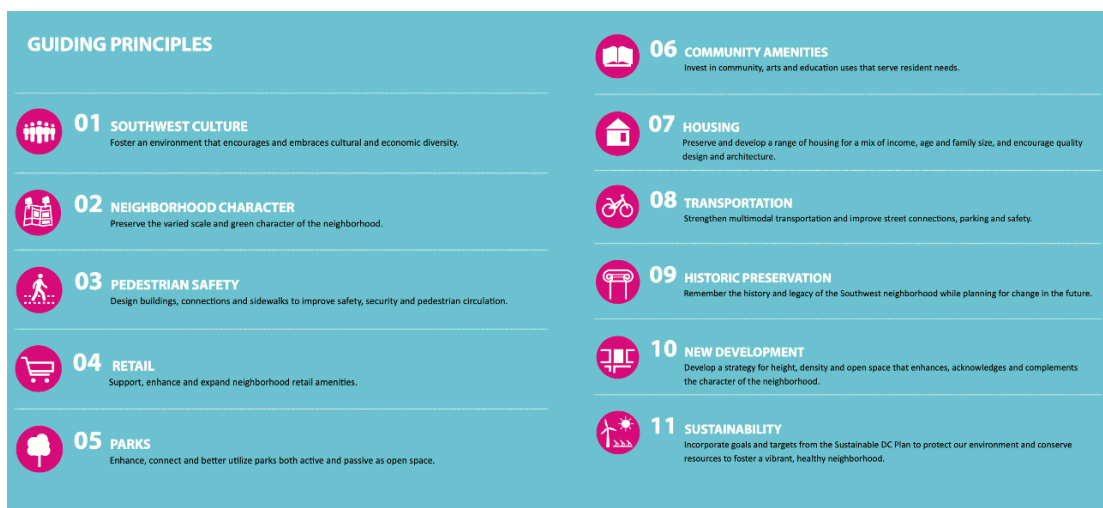 GUIDING PRINCIPLES
01 SOUTHWEST CULTURE
Foster an environment that encourages and embraces cultural and economic diversity.
02 NEIGHBORHOOD CHARACTER
Preserve the varied scale and green character of the neighborhood.
03 PEDESTRIAN SAFETY
Design buildings, connections and sidewalks to improve safety, security and pedestrian circulation.
04 RETAIL
Support, enhance and expand neighborhood retail amenities.
05 PARKS
Enhance, connect and better utilize parks both active and passive as open space.
06 COMMUNITY AMENITIES
Invest in community, arts and education uses that serve resident needs.
07 HOUSING
Preserve and develop a range of housing for a mix of income, age and family size, and encourage quality
design and architecture.
08 TRANSPORTATION
Strengthen multimodal transportation and improve street connections, parking and safety.
09 HISTORIC PRESERVATION
Remember the history and legacy of the Southwest neighborhood while planning for change in the future.
10 NEW DEVELOPMENT
Develop a strategy for height, density and open space that enhances, acknowledges and complements
the character of the neighborhood.
11 SUSTAINABILITY
Incorporate goals and targets from the Sustainable DC Plan to protect our environment and conserve
resources to foster a vibrant, healthy neighborhood.